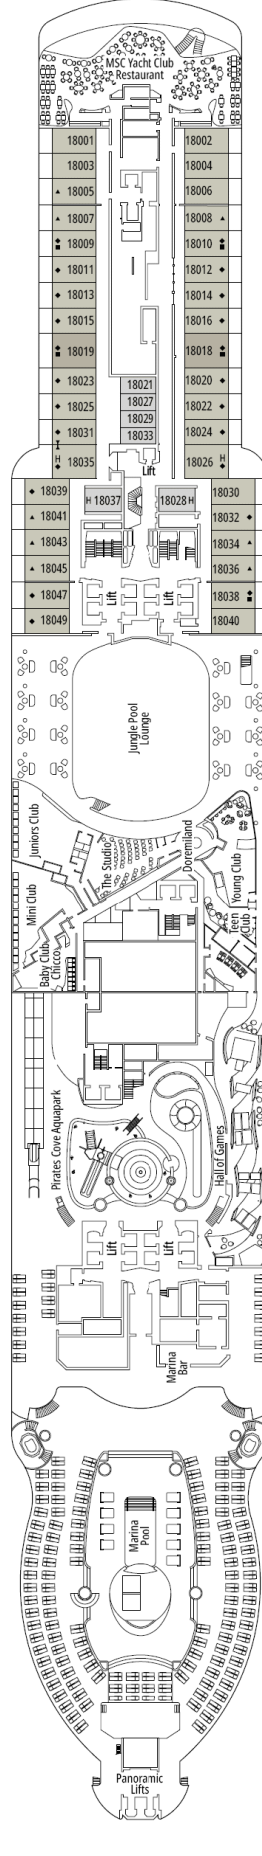 MSC Yacht Club
Restaurant
18001 18002
18003 18004
18005 18006
18007 18008
18009 18010
18011 18012
18013 18014
18015 18016
18019 18018
18023 18021 18020
18025 18027 18022
18029
18031 18033 18024
H 18035 Lift 18026 H
18039 H 18037 18028 H 18030
18041 18032
18043 18034
18045 18036
18047 Lift Lift 18038
18049 18040
Jungle Pool
Lounge
Juniors Club
The Studio
Doremiland
Mini Club
Young Club
Baby Club
Chicco
Teen
Club
Pirates Cove Aquapark
Hall of Games
Lift Lift
Marina
Bar
Marina
Pool
Panoramic
Lifts